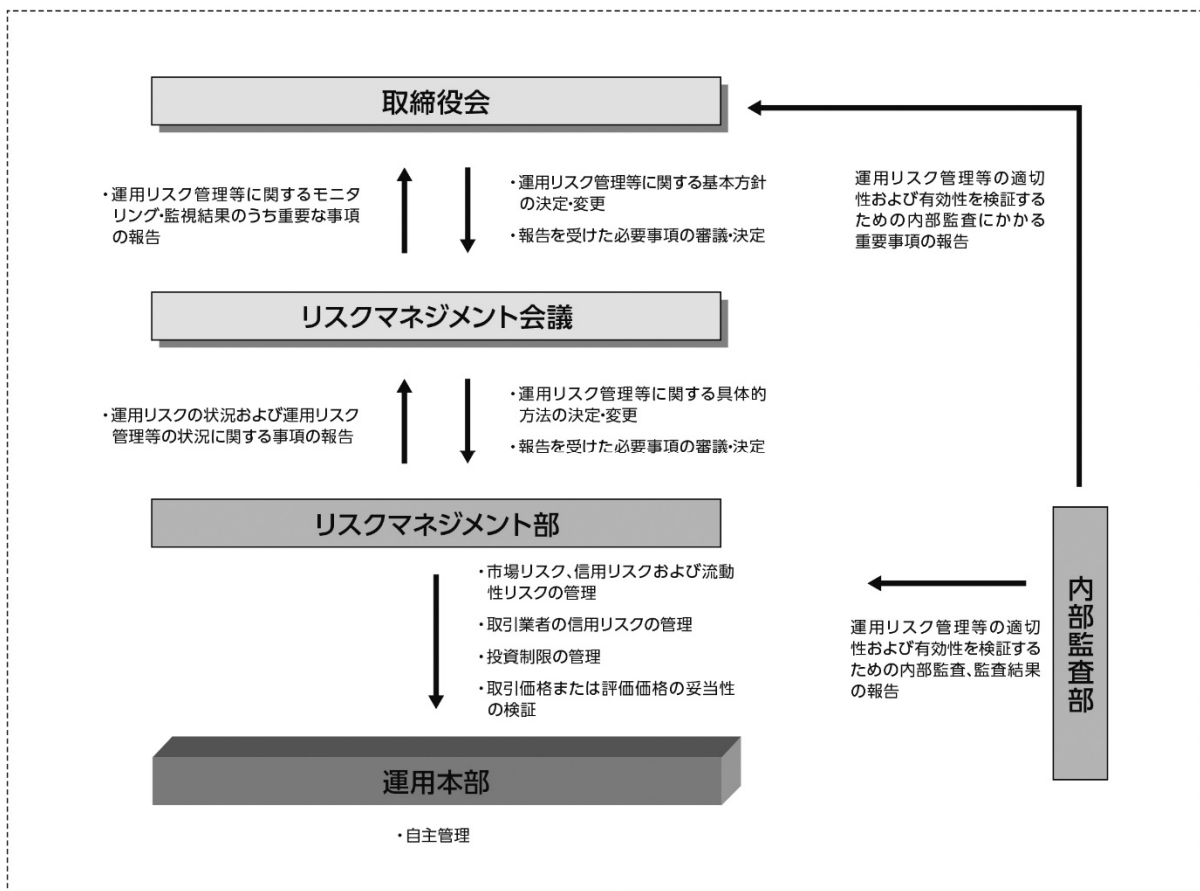 取締役会
・運用リスク管理等に関するモニタ
リング・監視結果のうち重要な事項
の報告
・運用リスク管理等に関する基本方針
の決定・変更
・報告を受けた必要事項の審議・決定
運用リスク管理等の適切
性および有効性を検証する
ための内部監査にかかる
重要事項の報告
リスクマネジメント会議
・運用リスクの状況および運用リスク
管理等の状況に関する事項の報告
・運用リスク管理等に関する具体的
方法の決定・変更
・報告を受けた必要事項の審議・決定
リスクマネジメント部
・市場リスク、信用リスクおよび流動
性リスクの管理
・取引業者の信用リスクの管理
・投資制限の管理
・取引価格または評価価格の妥当性
の検証
運用リスク管理等の適切
性および有効性を検証する
ための内部監査、監査結果
の報告
内部監査部
運用本部
・自主管理